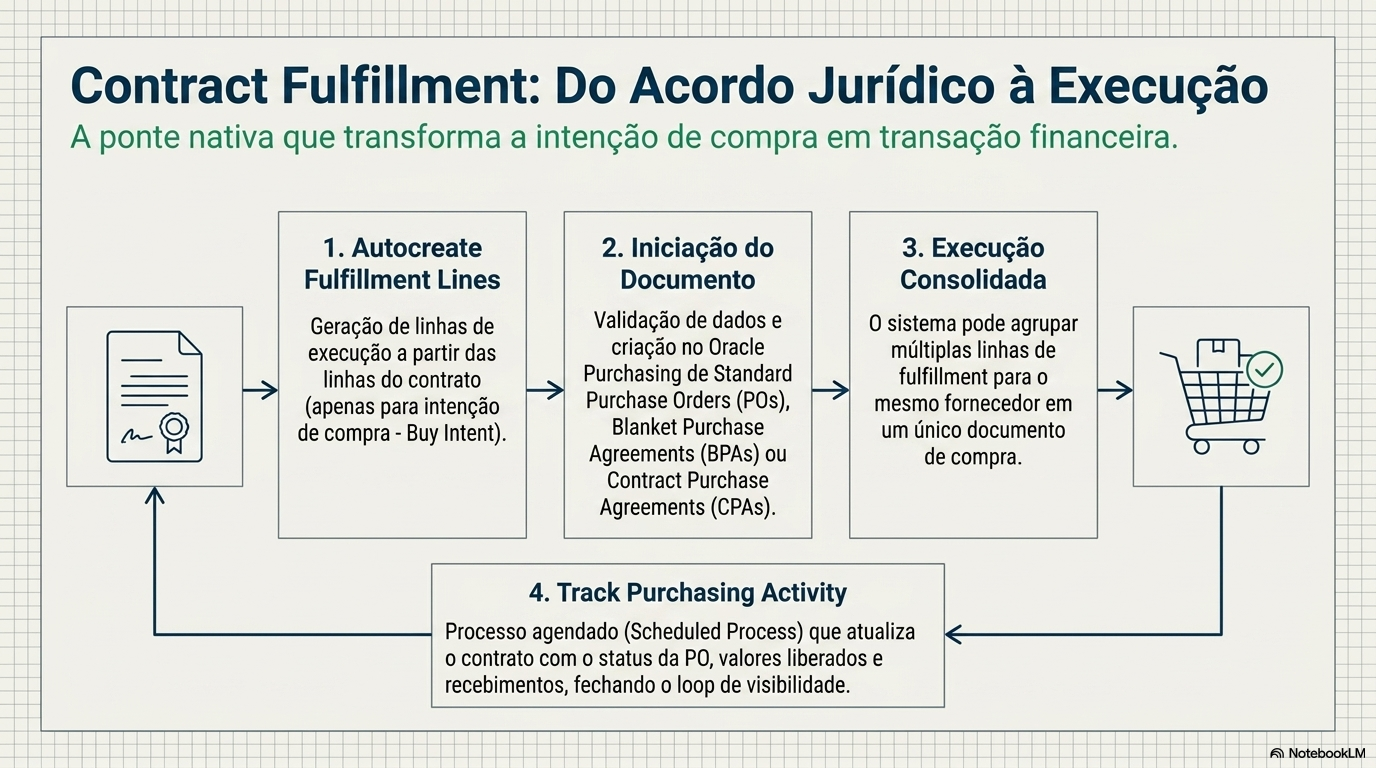 Contract Fulfillment: Do Acordo Jurídico à Execução
A ponte nativa que transforma a intenção de compra em transação financeira.
1. Autocreate
Fulfillment Lines
Geração de linhas de
execução a partir das
linhas do contrato
(apenas para intenção
de compra - Buy Intent).
2. Iniciação do
Documento
Validação de dados e
criação no Oracle
Purchasing de Standard
Purchase Orders (POs),
Blanket Purchase
Agreements (BPAs) ou
Contract Purchase
Agreements (CPAs).
3. Execução
Consolidada
O sistema pode agrupar
múltiplas linhas de
fulfillment para o
mesmo fornecedor em
um único documento
de compra.
4. Track Purchasing Activity
Processo agendado (Scheduled Process) que atualiza
o contrato com o status da PO, valores liberados e
recebimentos, fechando o loop de visibilidade.
NotebookLM